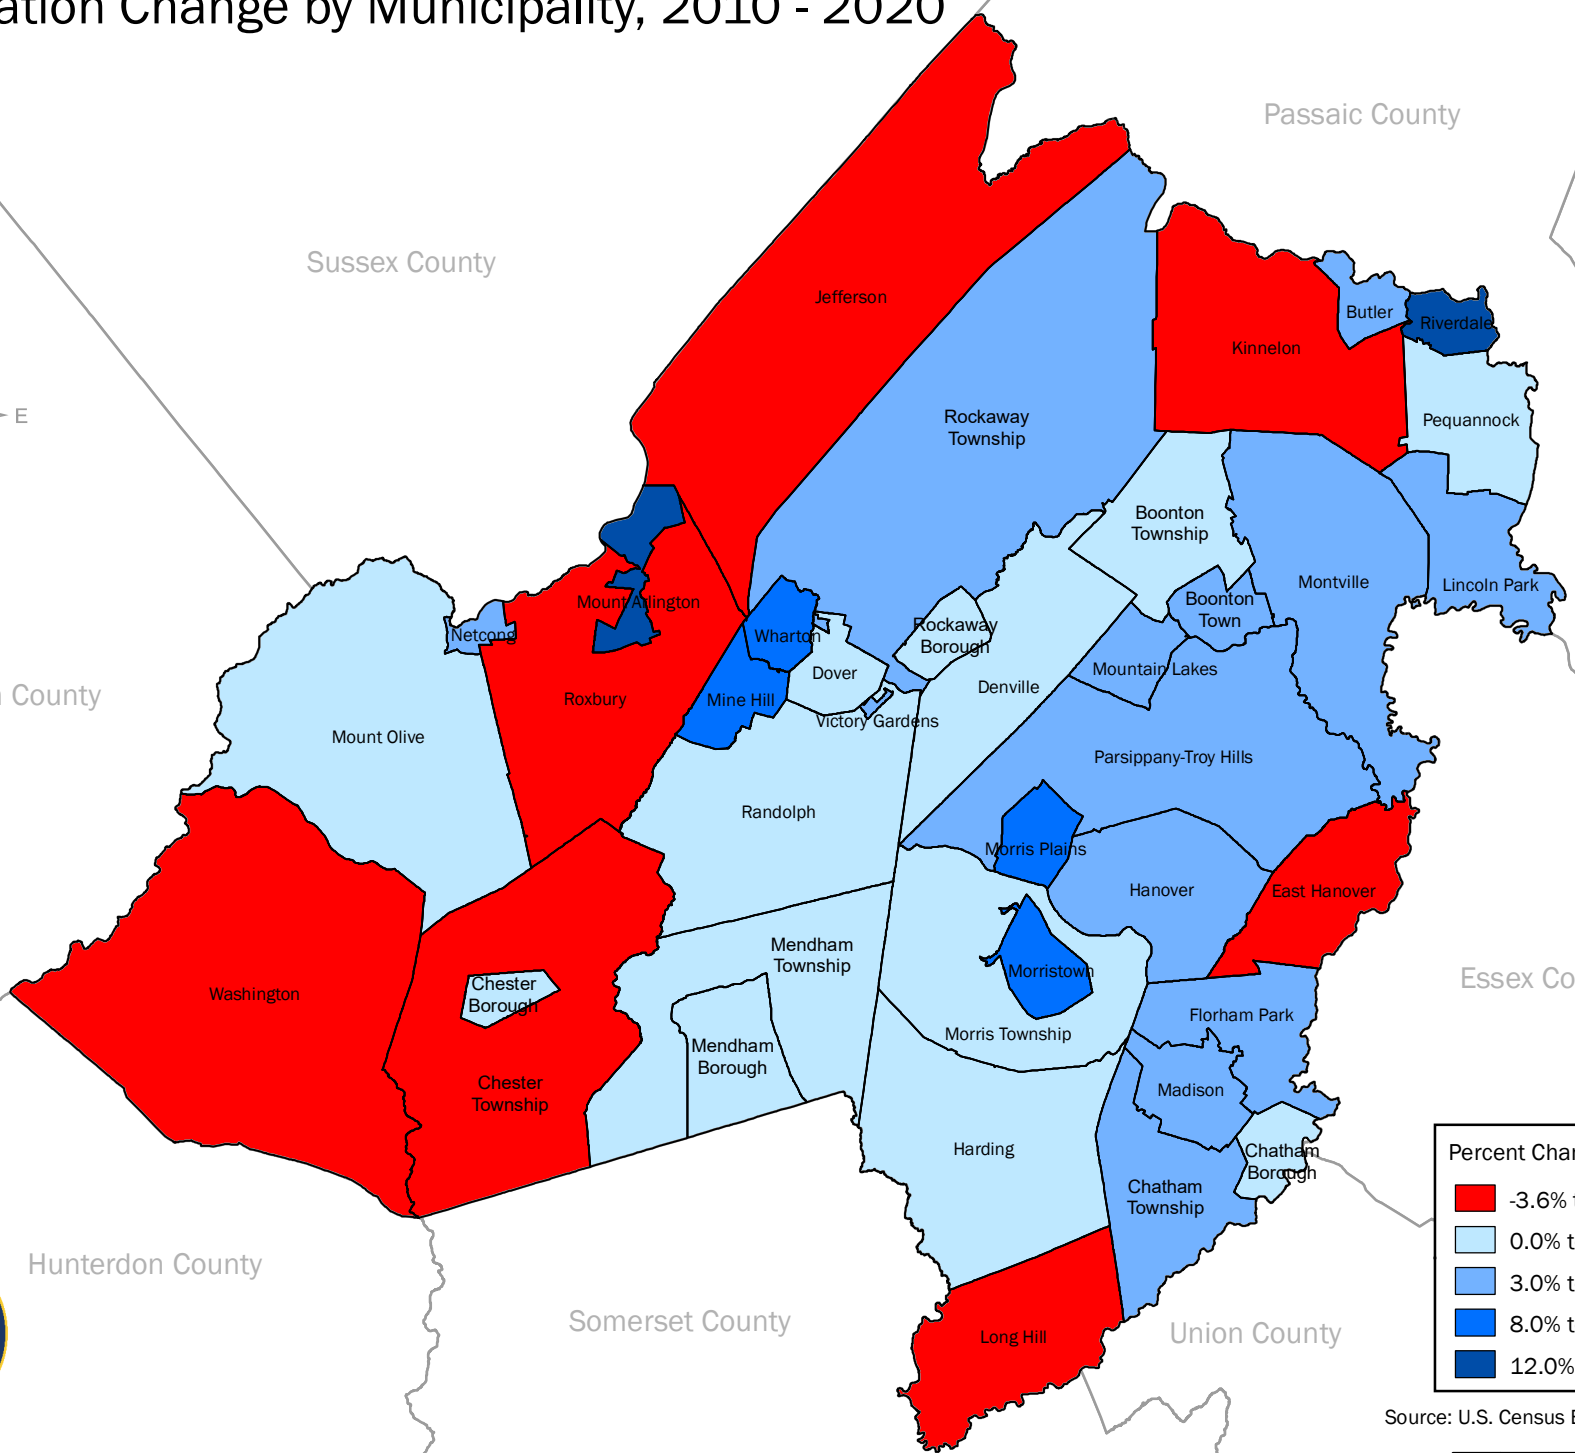 ation Change by Municipality, 2010 - 2020
Passaic County
Sussex County
Jefferson
Butler
Riverdale
Kinnelon
E
Rockaway
Township
Pequannock
Boonton
Township
Montville
Lincoln Park
Mount Arlington
Boonton
Town
Netcong
Wharton
Rockaway
Borough
Mountain Lakes
Dover
Denville
County
Roxbury
Mine Hill
Victory Gardens
Mount Olive
Parsippany-Troy Hills
Randolph
Morris Plains
Hanover
East Hanover
Mendham
Township
Morristown
Essex Co
Washington
Chester
Borough
Florham Park
Morris Township
Mendham
Borough
Chester
Township
Madison
Harding
Chatham
Borough
Chatham
Township
Percent Chan
-3.6% t
0.0% t
3.0% t
8.0% t
12.0%
Hunterdon County
Somerset County
Union County
Long Hill
Source: U.S. Census B